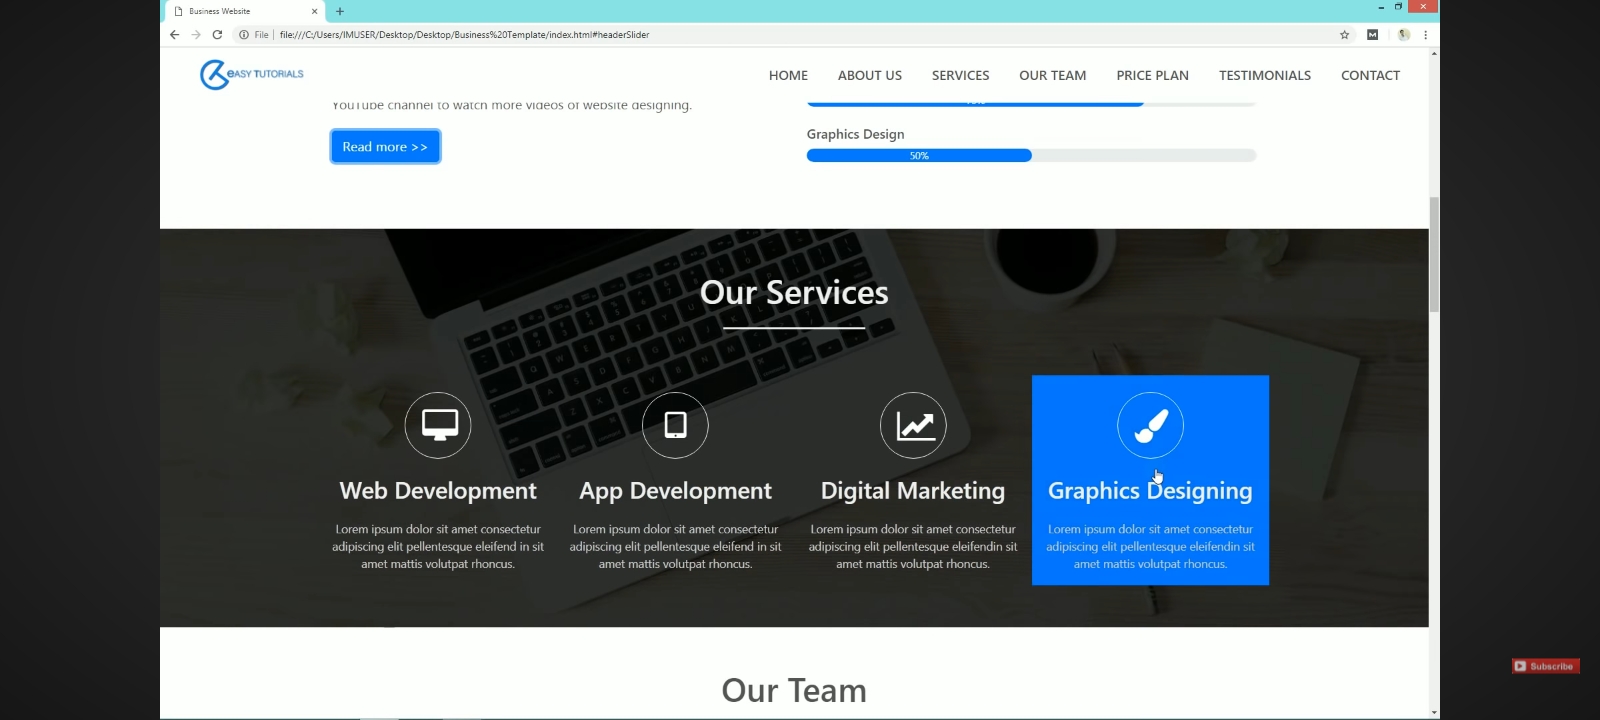 Business Website
File
file:///C:/Users/IMUSER/Desktop/Desktop/Business%20Template/index.html#headerSlider
EASY TUTORIALS
HOME
ABOUT US
SERVICES
OUR TEAM
PRICE PLAN
TESTIMONIALS
CONTACT
YouTube channel to watch more videos of website designing.
Read more >>
Graphics Design
50%
Our Services
Web Development
Lorem ipsum dolor sit amet consectetur
adipiscing elit pellentesque eleifend in sit
amet mattis volutpat rhoncus.
App Development
Lorem ipsum dolor sit amet consectetur
adipiscing elit pellentesque eleifend in sit
amet mattis volutpat rhoncus.
Digital Marketing
Lorem ipsum dolor sit amet consectetur
adipiscing elit pellentesque eleifendin sit
amet mattis volutpat rhoncus.
Graphics Designing
Lorem ipsum dolor sit amet consectetur
adipiscing elit pellentesque eleifendin sit
amet mattis volutpat rhoncus.
Our Team
Subscribe